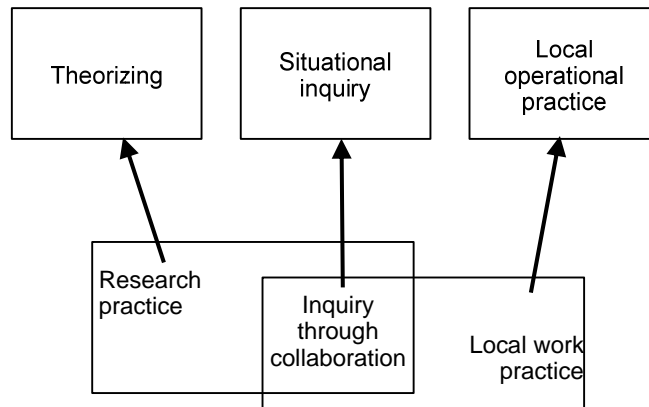 Theorizing
Situational
inquiry
Local
operational
practice
Research
practice
Inquiry
through
collaboration
Local work
practice